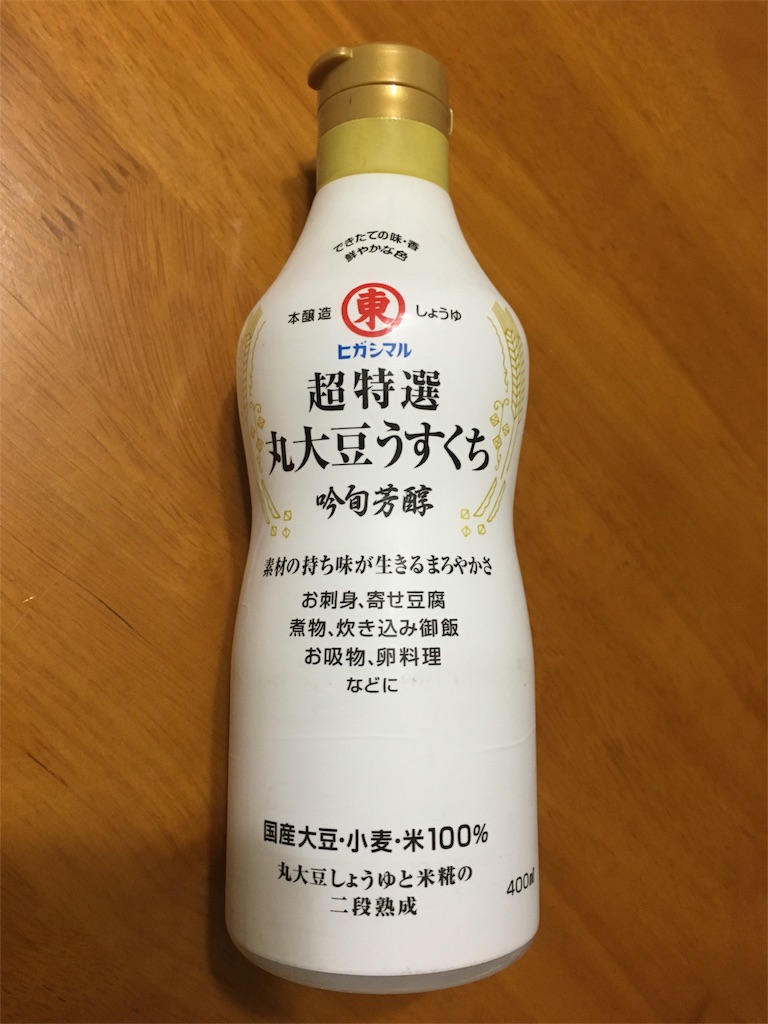 できたての味・香
鮮やかな色
本醸造 東 しょうゆ
ヒガシマル
超特選
丸大豆うすくち
吟旬芳醇
素材の持ち味が生きるまろやかさ
お刺身、寄せ豆腐
煮物、炊き込み御飯
お吸物、卵料理
などに
国産大豆・小麦・米100%
丸大豆しょうゆと米糀の
二段熟成
400㎖